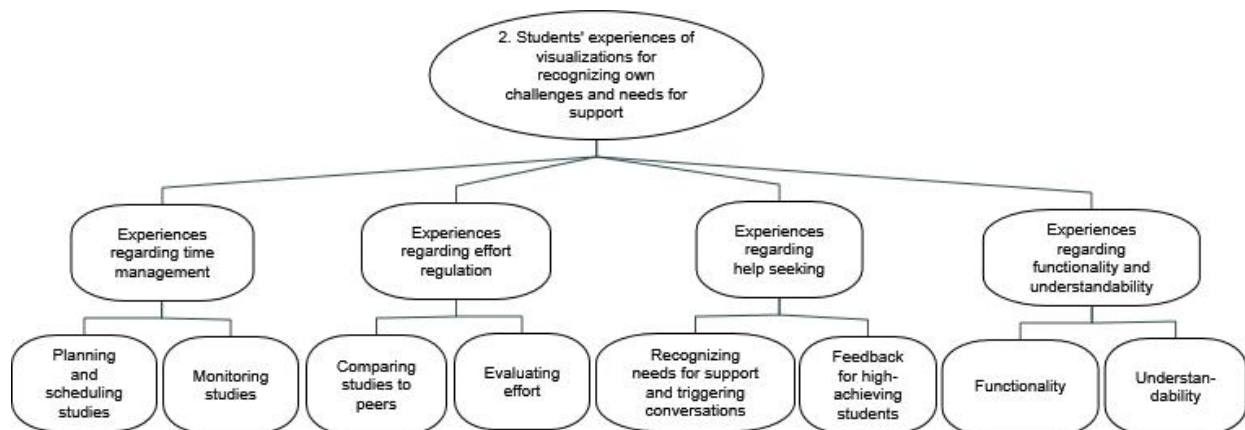 2. Students' experiences of
visualizations for
recognizing own
challenges and needs for
support
Experiences
regarding time
management
Experiences
regarding effort
regulation
Experiences
regarding
help seeking
Experiences
regarding
functionality and
understandability
Planning
and
scheduling
studies
Monitoring
studies
Comparing
studies to
peers
Evaluating
effort
Recognizing
needs for support
and triggering
conversations
Feedback
for high-
achieving
students
Functionality
Understan-
dability